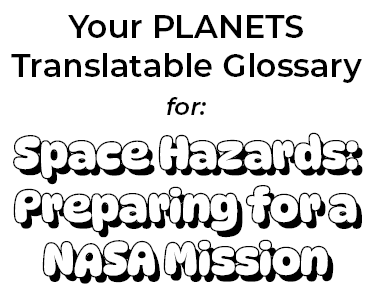 Your PLANETS
Translatable Glossary
for:
Space Hazards:
Preparing for a
NASA Mission